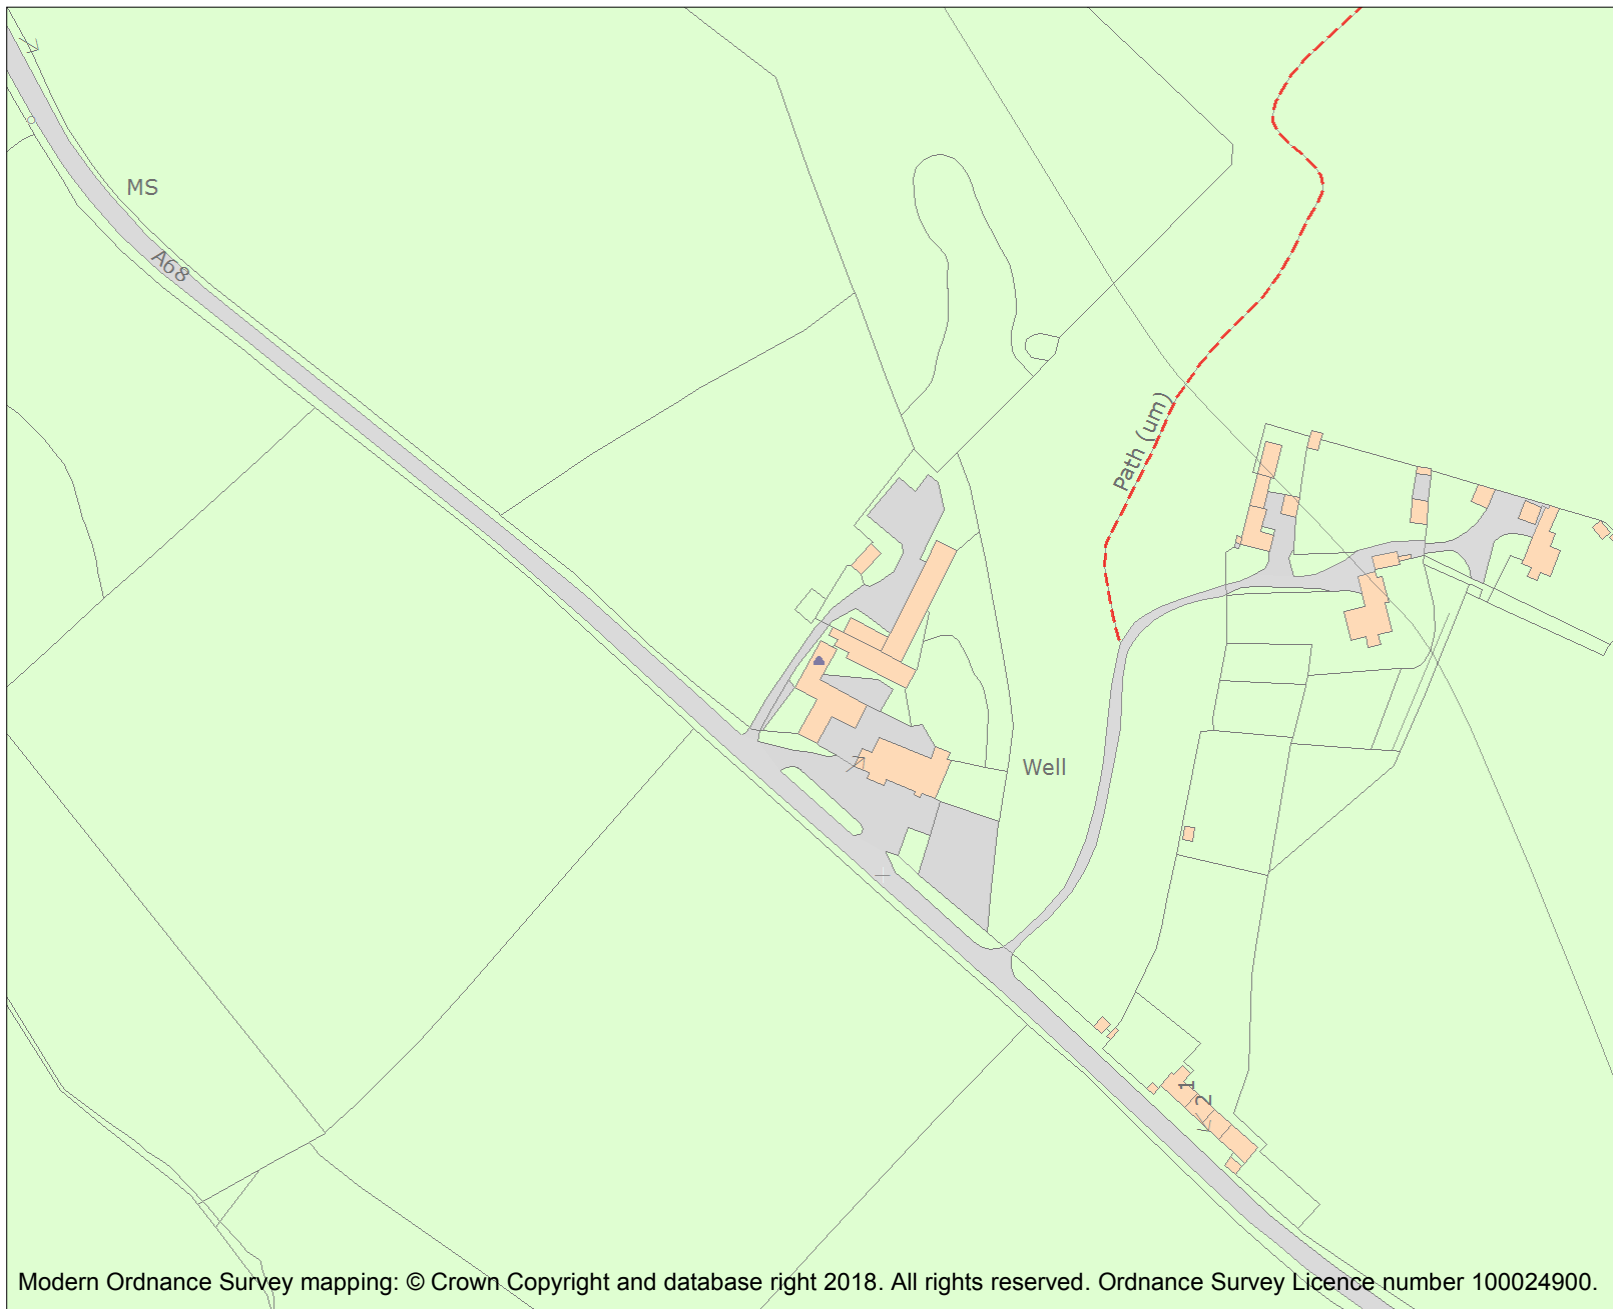 MS
A68
Path (um)
Well
1
2
Modern Ordnance Survey mapping: © Crown Copyright and database right 2018. All rights reserved. Ordnance Survey Licence number 100024900.